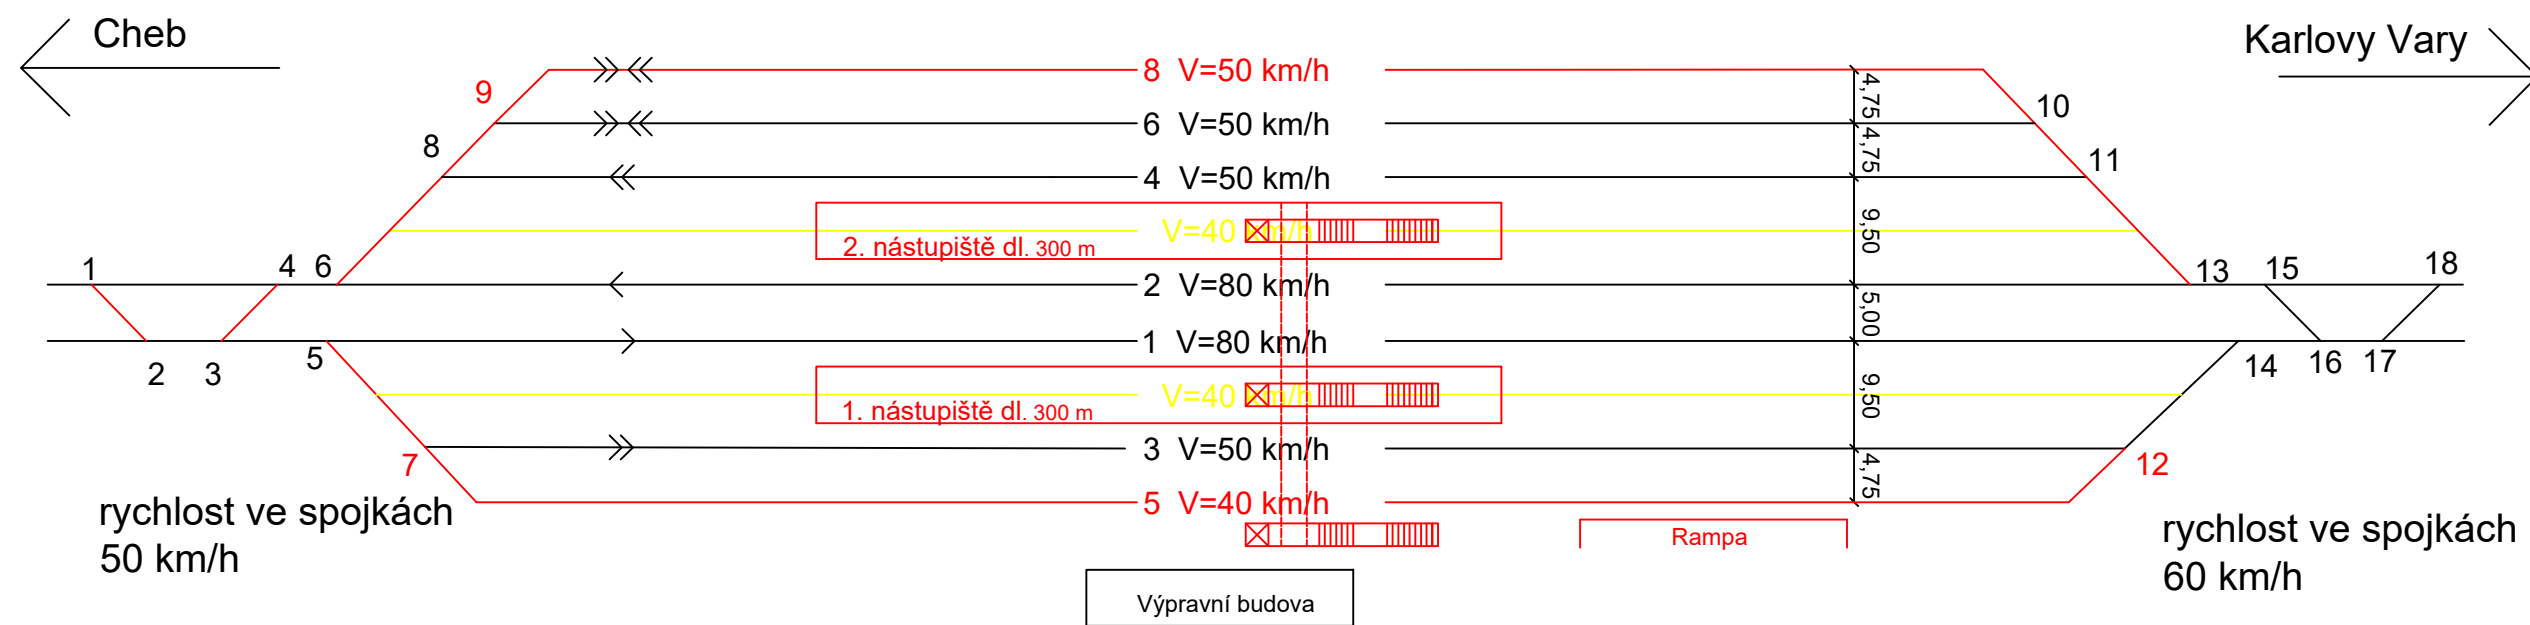 Cheb
Karlovy Vary
8 V=50 km/h
9
10
4,75
6 V=50 km/h
8
11
4,75
4 V=50 km/h
V=40 km/h
9,50
2. nástupiště dl. 300 m
1
4
6
13
15
18
2 V=80 km/h
5,00
1 V=80 km/h
2
3
5
14
16
17
V=40 km/h
9,50
1. nástupiště dl. 300 m
3 V=50 km/h
7
12
4,75
5 V=40 km/h
rychlost ve spojkách
50 km/h
Rampa
rychlost ve spojkách
60 km/h
Výpravní budova